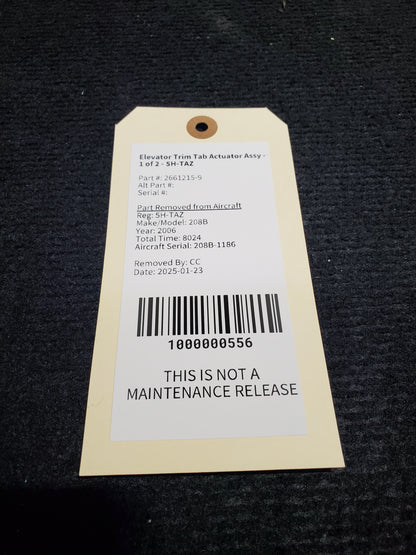 Elevator Trim Tab Actuator Assy -
1 of 2 - 5H-TAZ
Part #: 2661215-9
Alt Part #:
Serial #:
Part Removed from Aircraft
Reg: 5H-TAZ
Make/Model: 208B
Year: 2006
Total Time: 8024
Aircraft Serial: 208B-1186
Removed By: CC
Date: 2025-01-23
1000000556
THIS IS NOT A
MAINTENANCE RELEASE